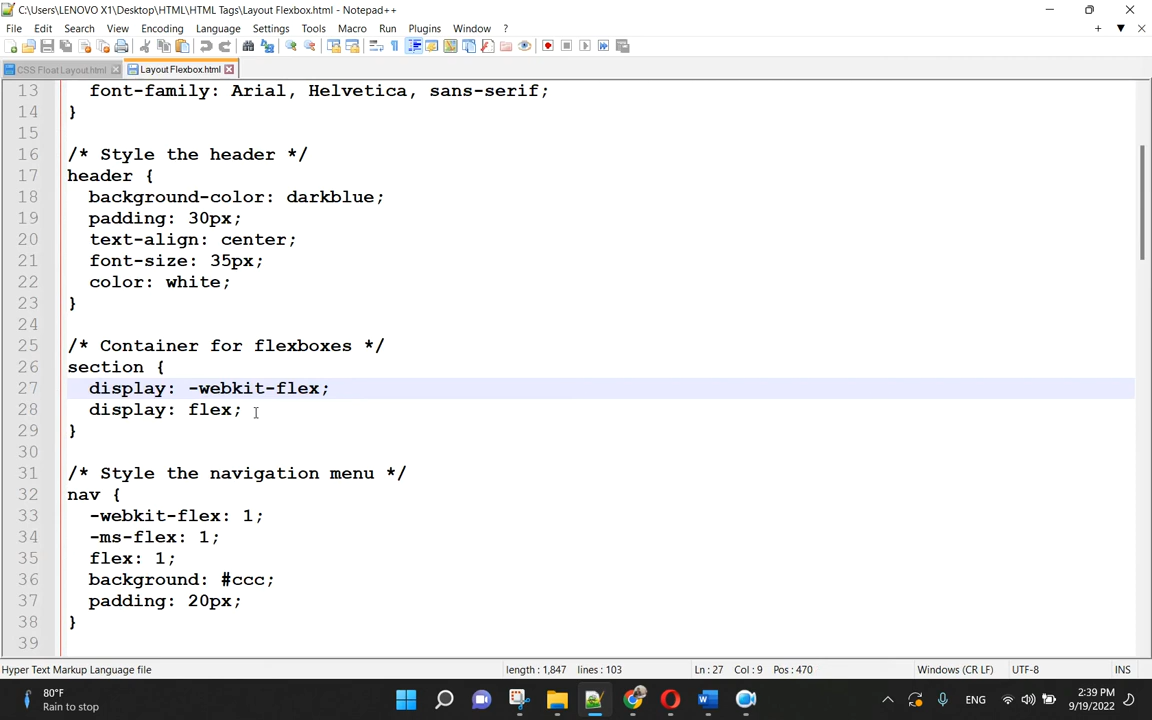 C:\Users\LENOVO X1\Desktop\HTML\HTML Tags\Layout Flexbox.html - Notepad++
File Edit Search View Encoding Language Settings Tools Macro Run Plugins Window ?
CSS Float Layout.html Layout Flexbox.html
13 font-family: Arial, Helvetica, sans-serif;
14 }
15
16 /* Style the header */
17 header {
18 background-color: darkblue;
19 padding: 30px;
20 text-align: center;
21 font-size: 35px;
22 color: white;
23 }
24
25 /* Container for flexboxes */
26 section {
27 display: -webkit-flex;
28 display: flex;
29 }
30
31 /* Style the navigation menu */
32 nav {
33 -webkit-flex: 1;
34 -ms-flex: 1;
35 flex: 1;
36 background: #ccc;
37 padding: 20px;
38 }
39
Hyper Text Markup Language file length : 1,847 lines : 103 Ln : 27 Col : 9 Pos : 470 Windows (CR LF) UTF-8 INS
80°F
Rain to stop
ENG
2:39 PM
9/19/2022